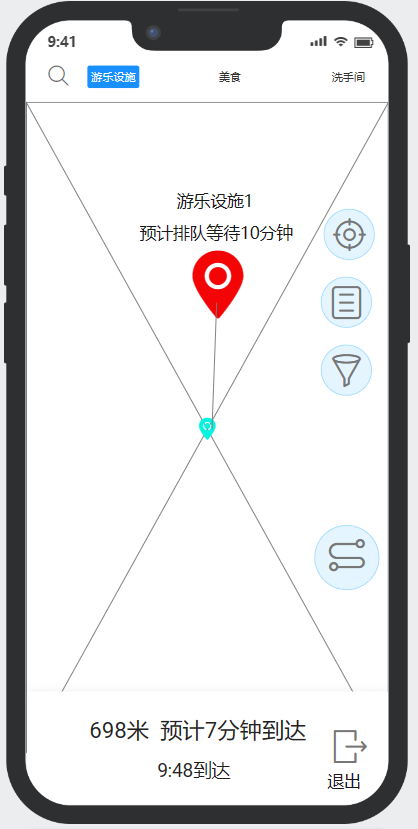 9:41
游乐设施 美食 洗手间
游乐设施1
预计排队等待10分钟
698米 预计7分钟到达
9:48到达
退出